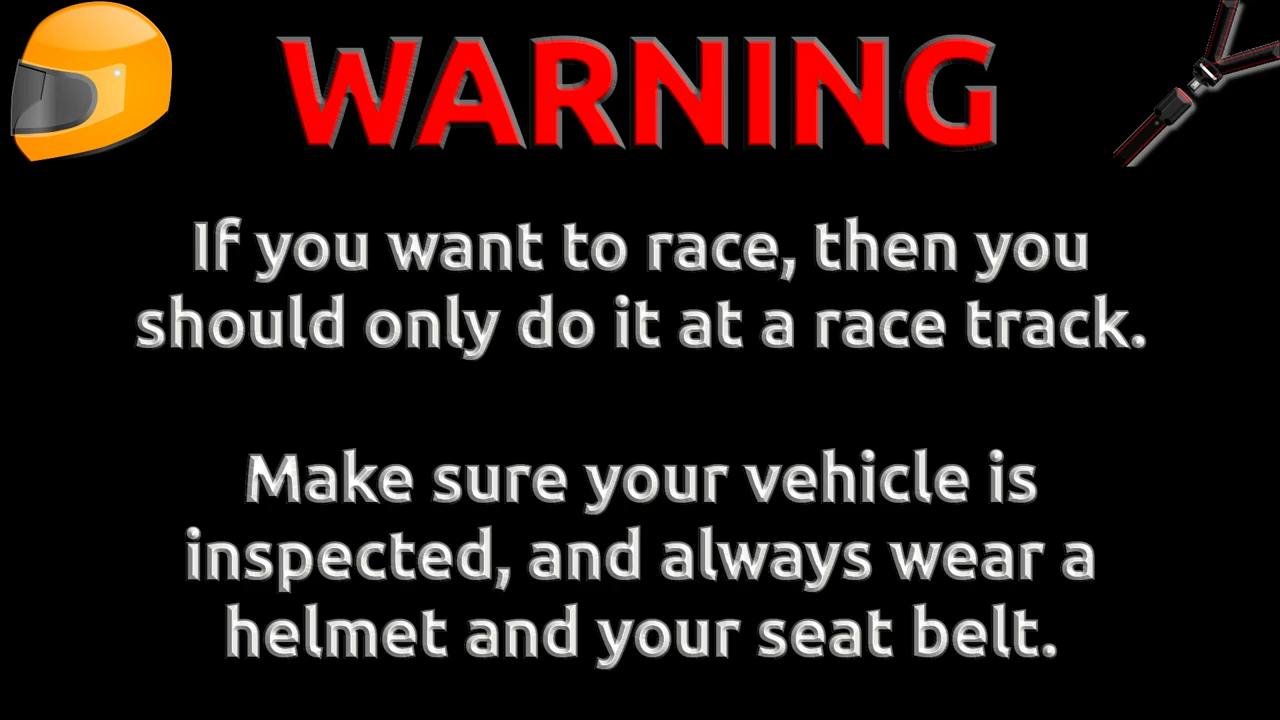 WARNING
If you want to race, then you
should only do it at a race track.
Make sure your vehicle is
inspected, and always wear a
helmet and your seat belt.